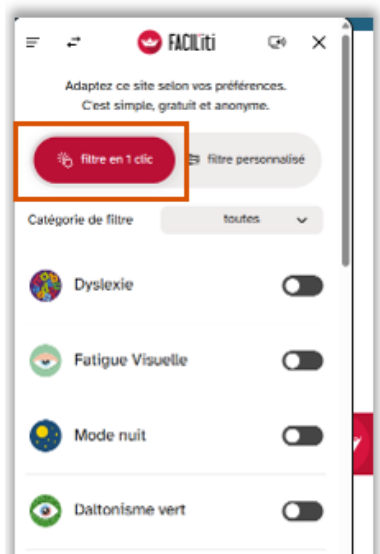 FACIL'iti
Adaptez ce site selon vos préférences.
C'est simple, gratuit et anonyme.
filtre en 1 clic
filtre personnalisé
Catégorie de filtre
toutes
Dyslexie
Fatigue Visuelle
Mode nuit
Daltonisme vert